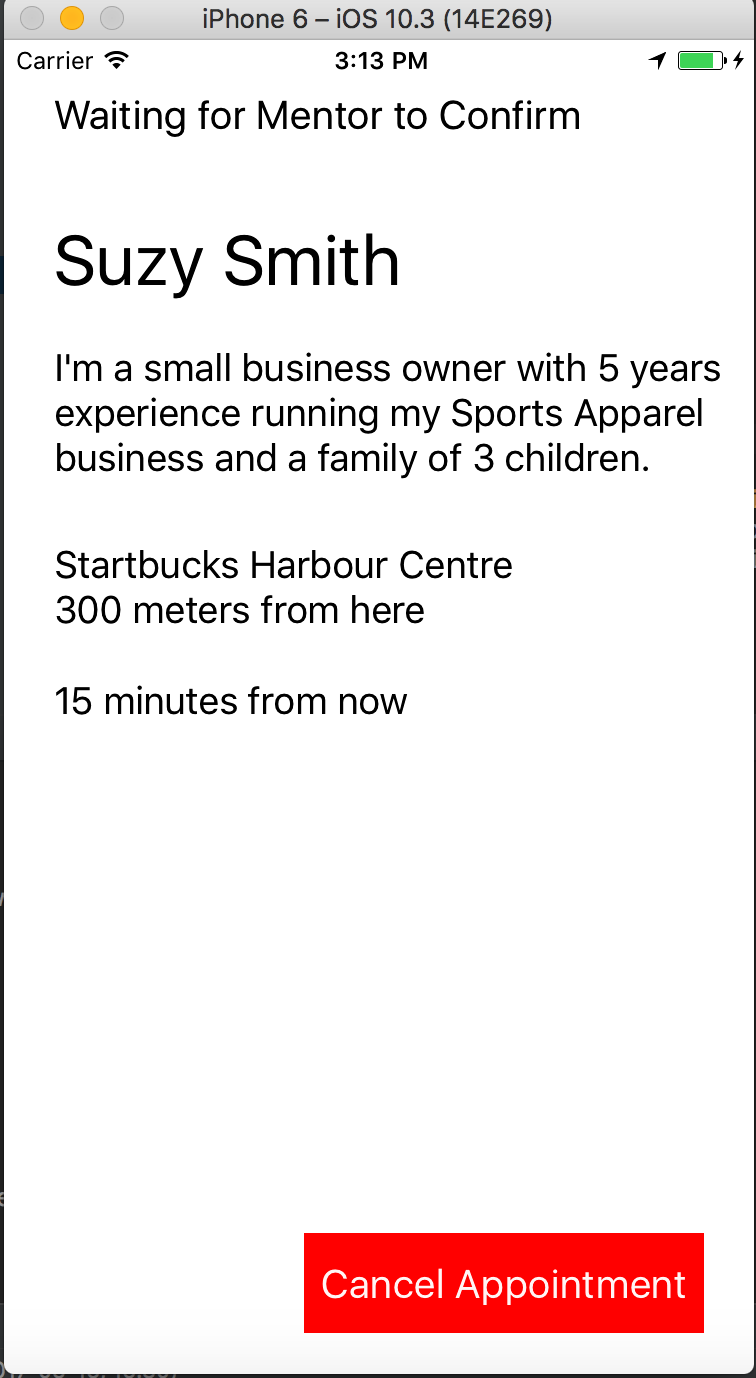 iPhone 6 – iOS 10.3 (14E269)
Carrier 3:13 PM
Waiting for Mentor to Confirm
Suzy Smith
I'm a small business owner with 5 years
experience running my Sports Apparel
business and a family of 3 children.
Startbucks Harbour Centre
300 meters from here
15 minutes from now
Cancel Appointment